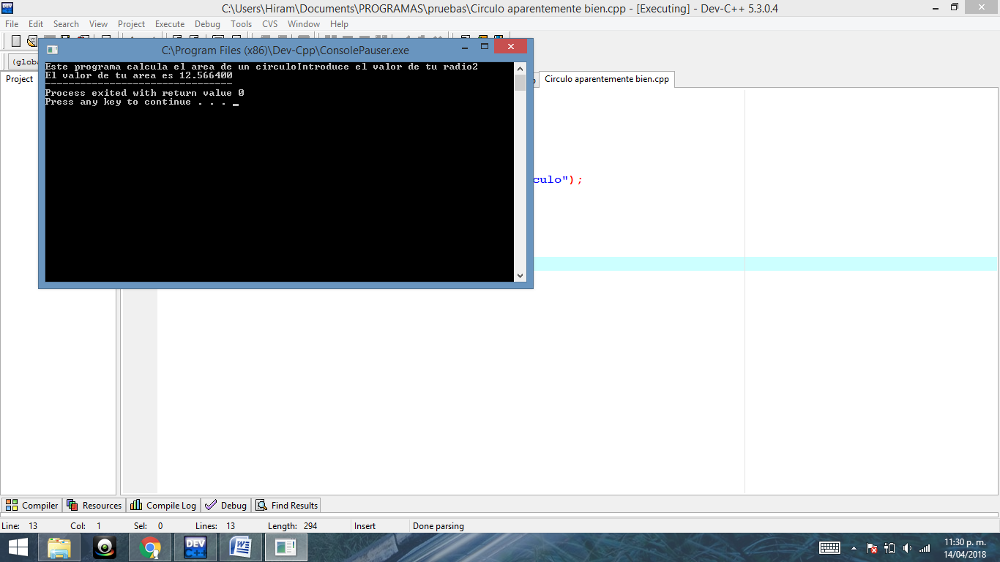 C:\Users\Hiram\Documents\PROGRAMAS\pruebas\Circulo aparentemente bien.cpp - [Executing] - Dev-C++ 5.3.0.4
File Edit Search View Project Execute Debug Tools CVS Window Help
C:\Program Files (x86)\Dev-Cpp\ConsolePauser.exe
(globa
Project
Circulo aparentemente bien.cpp
Este programa calcula el area de un circuloIntroduce el valor de tu radio2
El valor de tu area es 12.566400
--------------------------------
Process exited with return value 0
Press any key to continue . . . _
culo");
Compiler Resources Compile Log Debug Find Results
Line: 13 Col: 1 Sel: 0 Lines: 13 Length: 294 Insert Done parsing
DEV C++
11:30 p. m.
14/04/2018